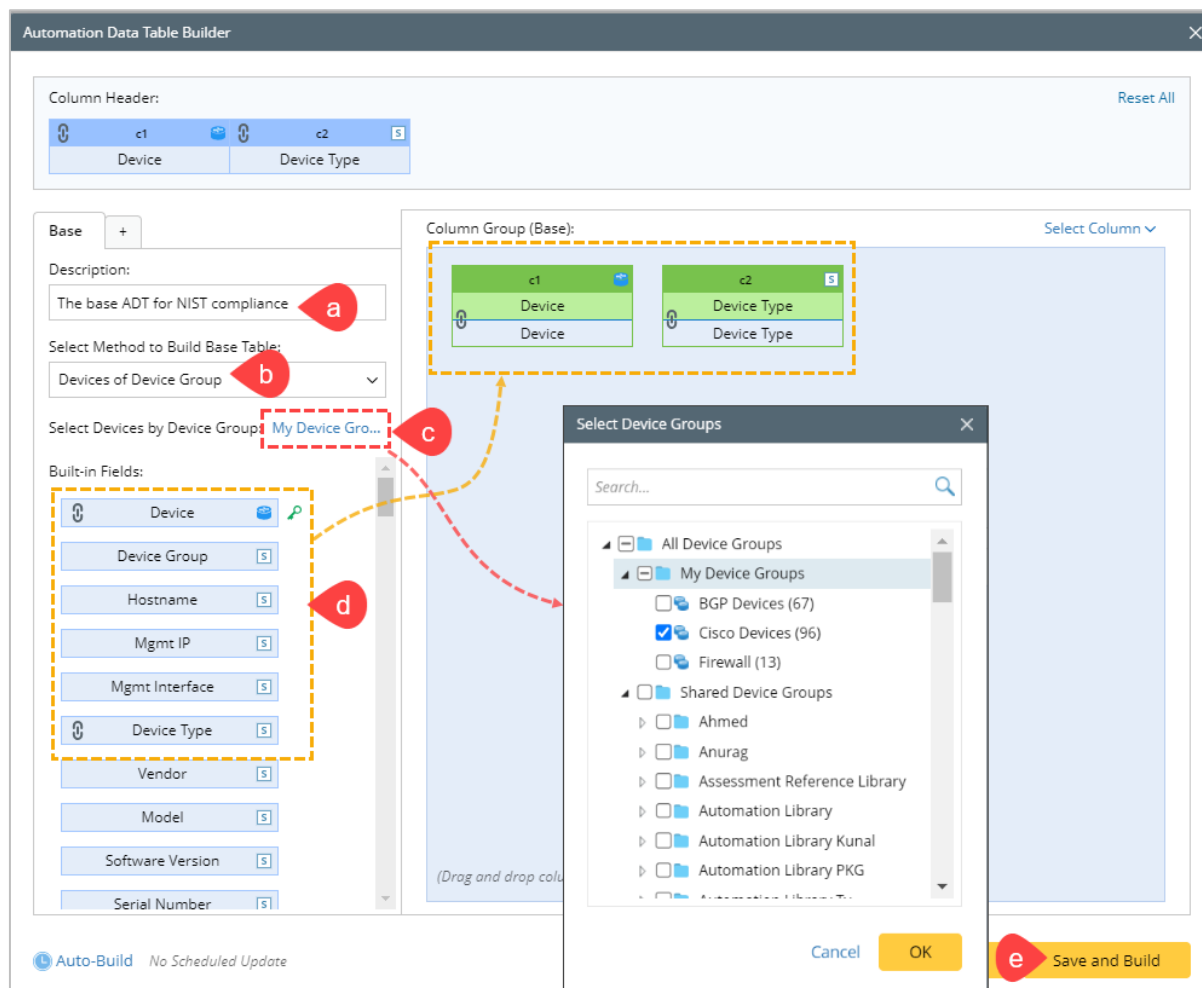 Automation Data Table Builder
Column Header:
Reset All
c1
c2
S
Device
Device Type
Base
+
Column Group (Base):
Select Column
Description:
The base ADT for NIST compliance
a
Select Method to Build Base Table:
Devices of Device Group
b
Select Devices by Device Group: My Device Gro...
c
Built-in Fields:
Device
Device Group S
Hostname S
Mgmt IP S
Mgmt Interface S
Device Type S
d
Vendor S
Model S
Software Version S
Serial Number S
c1
Device
Device
c2 S
Device Type
Device Type
(Drag and drop colu
Select Device Groups
Search...
All Device Groups
My Device Groups
BGP Devices (67)
Cisco Devices (96)
Firewall (13)
Shared Device Groups
Ahmed
Anurag
Assessment Reference Library
Automation Library
Automation Library Kunal
Automation Library PKG
Cancel
OK
Auto-Build No Scheduled Update
e
Save and Build